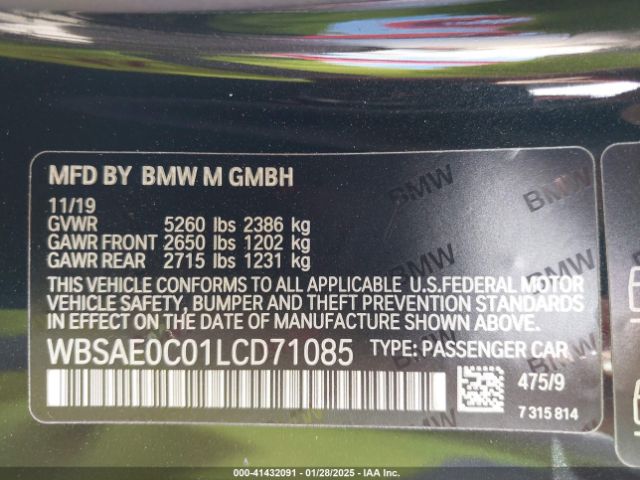 MFD BY BMW M GMBH
11/19
GVWR 5260 lbs 2386 kg
GAWR FRONT 2650 lbs 1202 kg
GAWR REAR 2715 lbs 1231 kg
THIS VEHICLE CONFORMS TO ALL APPLICABLE U.S.FEDERAL MOTOR
VEHICLE SAFETY, BUMPER AND THEFT PREVENTION STANDARDS
IN EFFECT ON THE DATE OF MANUFACTURE SHOWN ABOVE.
WBSAE0C01LCD71085 TYPE: PASSENGER CAR
475/9
7 315 814
BMW
BMW
BMW
000-41432091 - 01/28/2025 - IAA Inc.